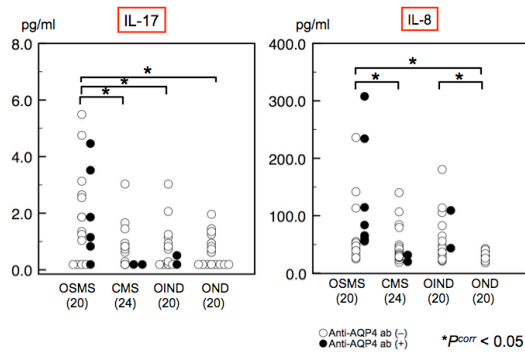 IL-17
pg/ml
8.0
6.0
4.0
2.0
0.0
*
*
*
OSMS CMS OIND OND
(20) (24) (20) (20)
IL-8
pg/ml
400.0
300.0
200.0
100.0
0.0
*
* *
OSMS CMS OIND OND
(20) (24) (20) (20)
Anti-AQP4 ab (−)
Anti-AQP4 ab (+)
*Pcorr < 0.05